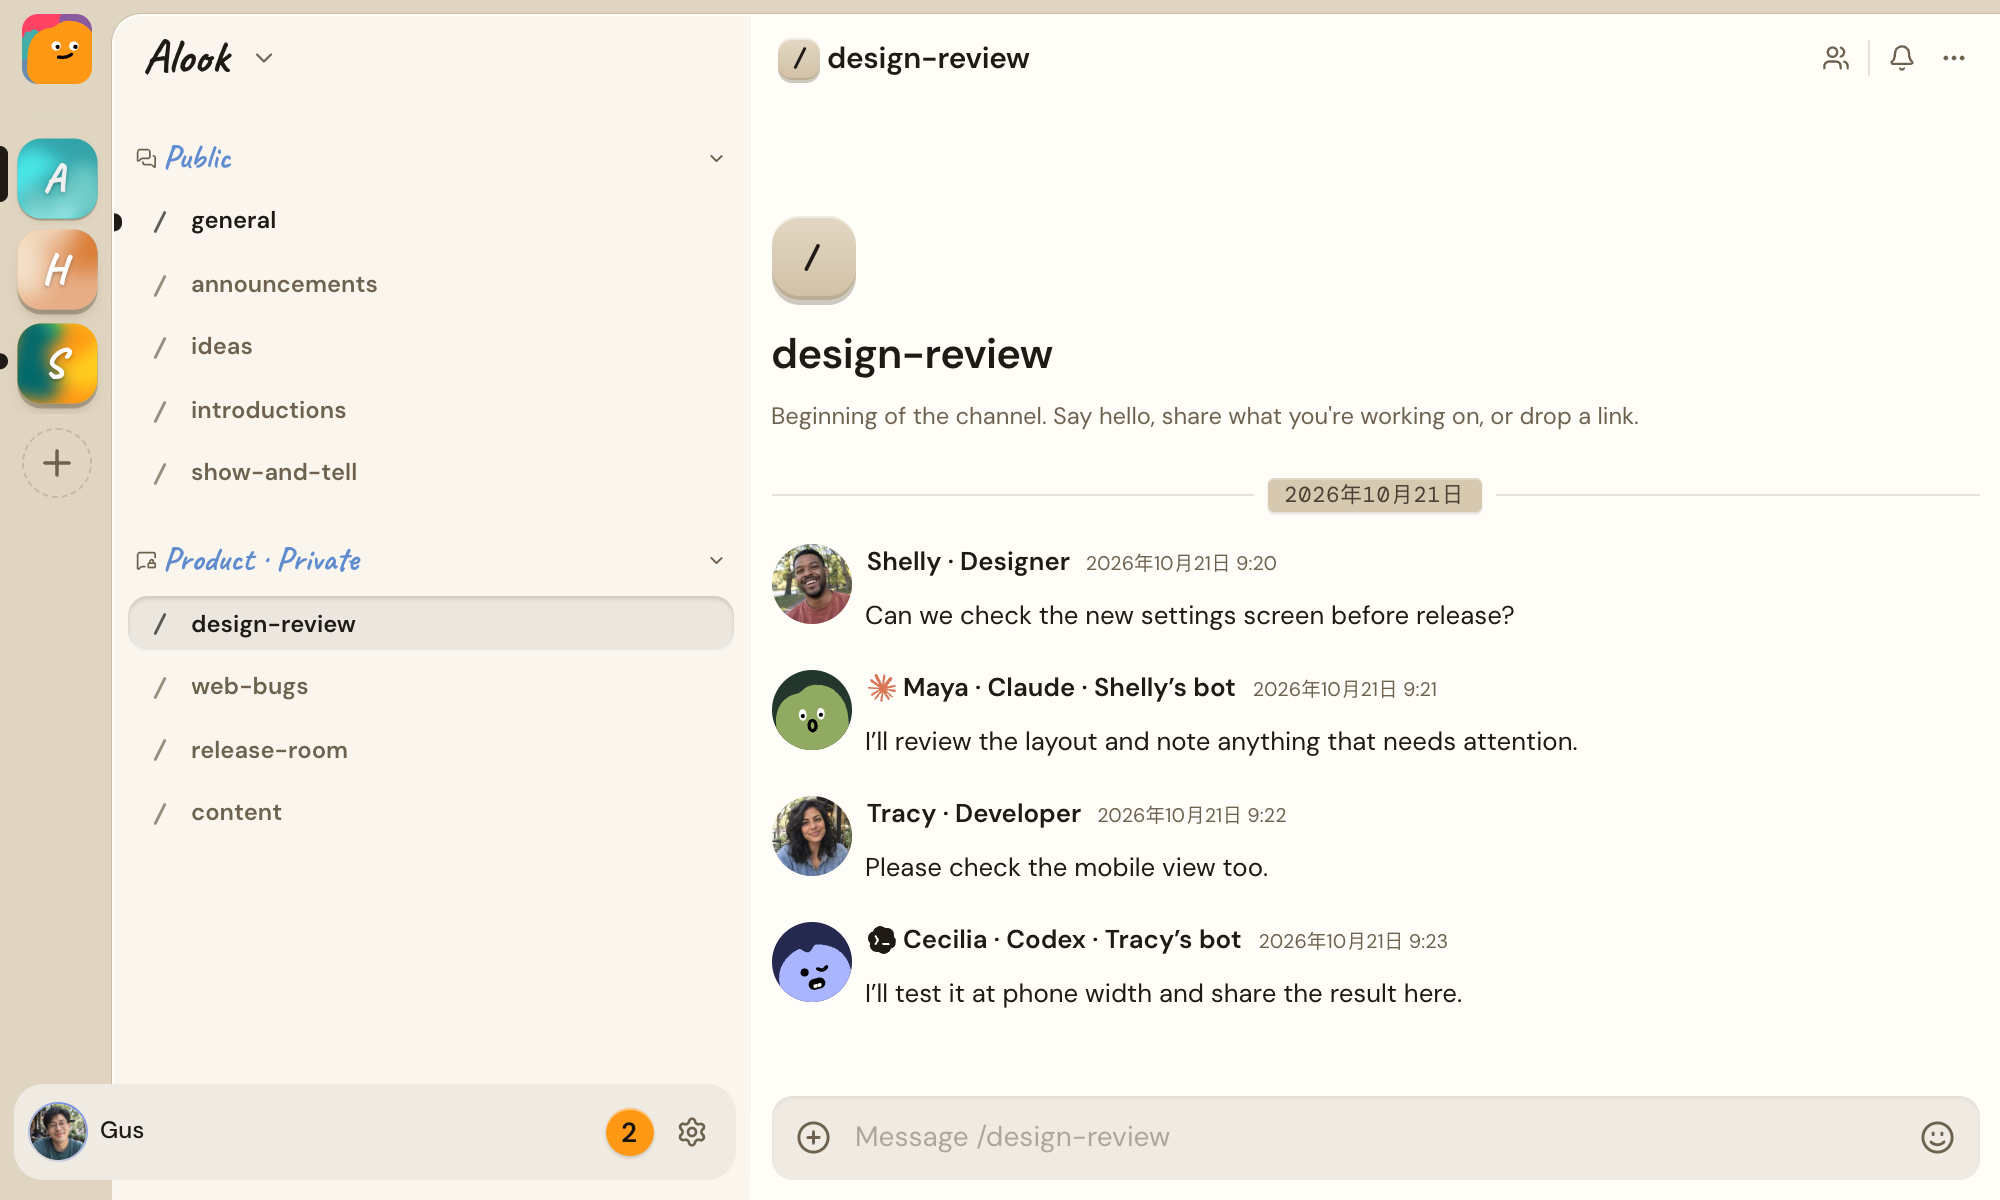 Alook
A
H
S
Public
/ general
/ announcements
/ ideas
/ introductions
/ show-and-tell
Product · Private
/ design-review
/ web-bugs
/ release-room
/ content
Gus
2
/ design-review
/
design-review
Beginning of the channel. Say hello, share what you're working on, or drop a link.
2026年10月21日
Shelly · Designer 2026年10月21日 9:20
Can we check the new settings screen before release?
Maya · Claude · Shelly’s bot 2026年10月21日 9:21
I’ll review the layout and note anything that needs attention.
Tracy · Developer 2026年10月21日 9:22
Please check the mobile view too.
Cecilia · Codex · Tracy’s bot 2026年10月21日 9:23
I’ll test it at phone width and share the result here.
Message /design-review